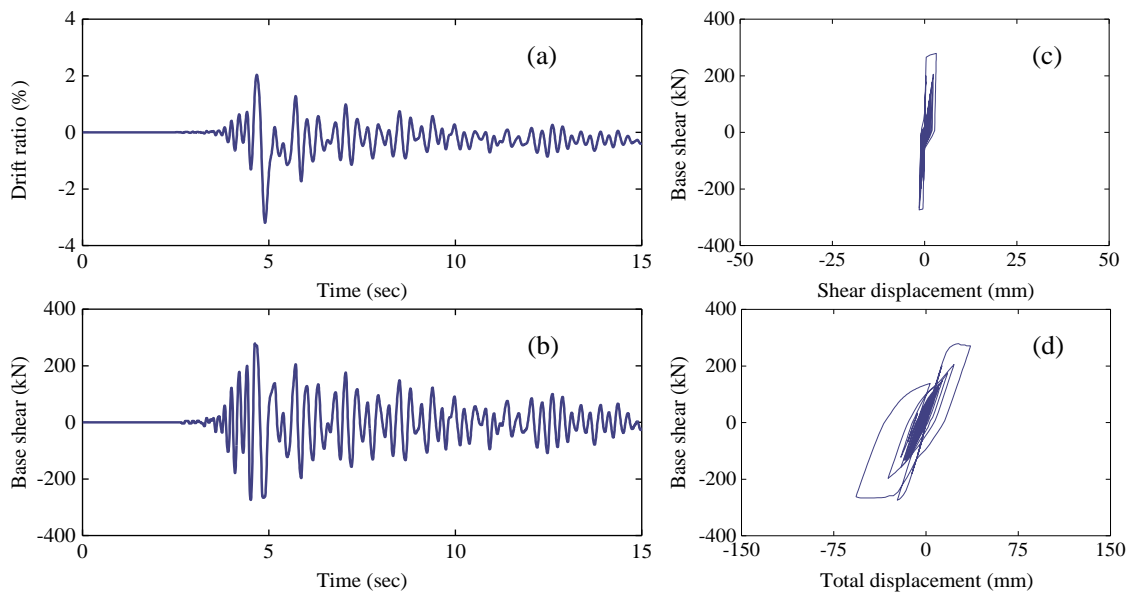 4
2
0
-2
-4
Drift ratio (%)
(a)
0 5 10 15
Time (sec)
400
200
0
-200
-400
Base shear (kN)
(c)
-50 -25 0 25 50
Shear displacement (mm)
400
200
0
-200
-400
Base shear (kN)
(b)
0 5 10 15
Time (sec)
400
200
0
-200
-400
Base shear (kN)
(d)
-150 -75 0 75 150
Total displacement (mm)